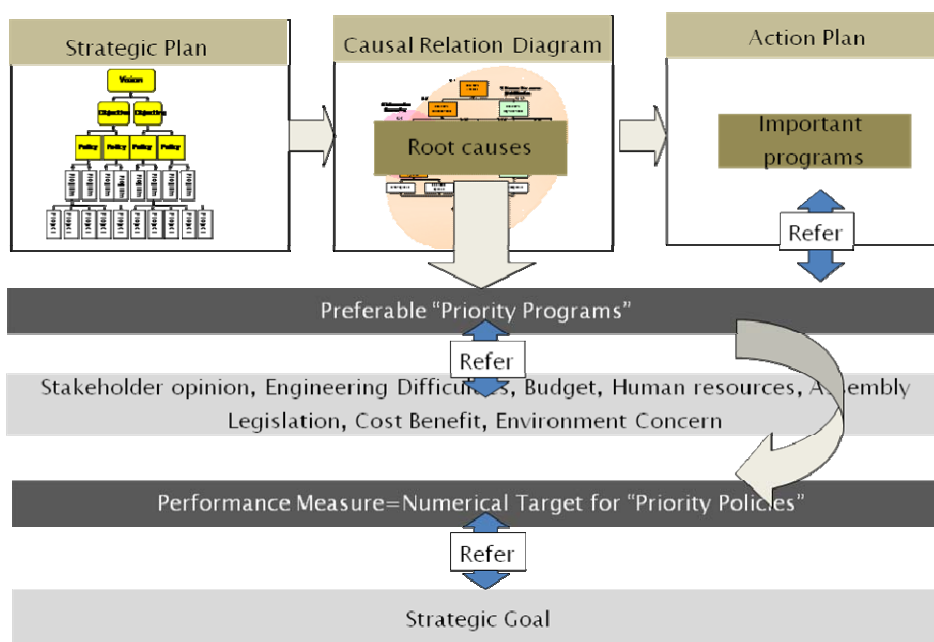 Strategic Plan
Causal Relation Diagram
Action Plan
Vision
Objective Objective
Policy Policy Policy Policy
Root causes
Important
programs
Refer
Preferable “Priority Programs”
Refer
Stakeholder opinion, Engineering Difficulties, Budget, Human resources, Assembly
Legislation, Cost Benefit, Environment Concern
Performance Measure=Numerical Target for “Priority Policies”
Refer
Strategic Goal